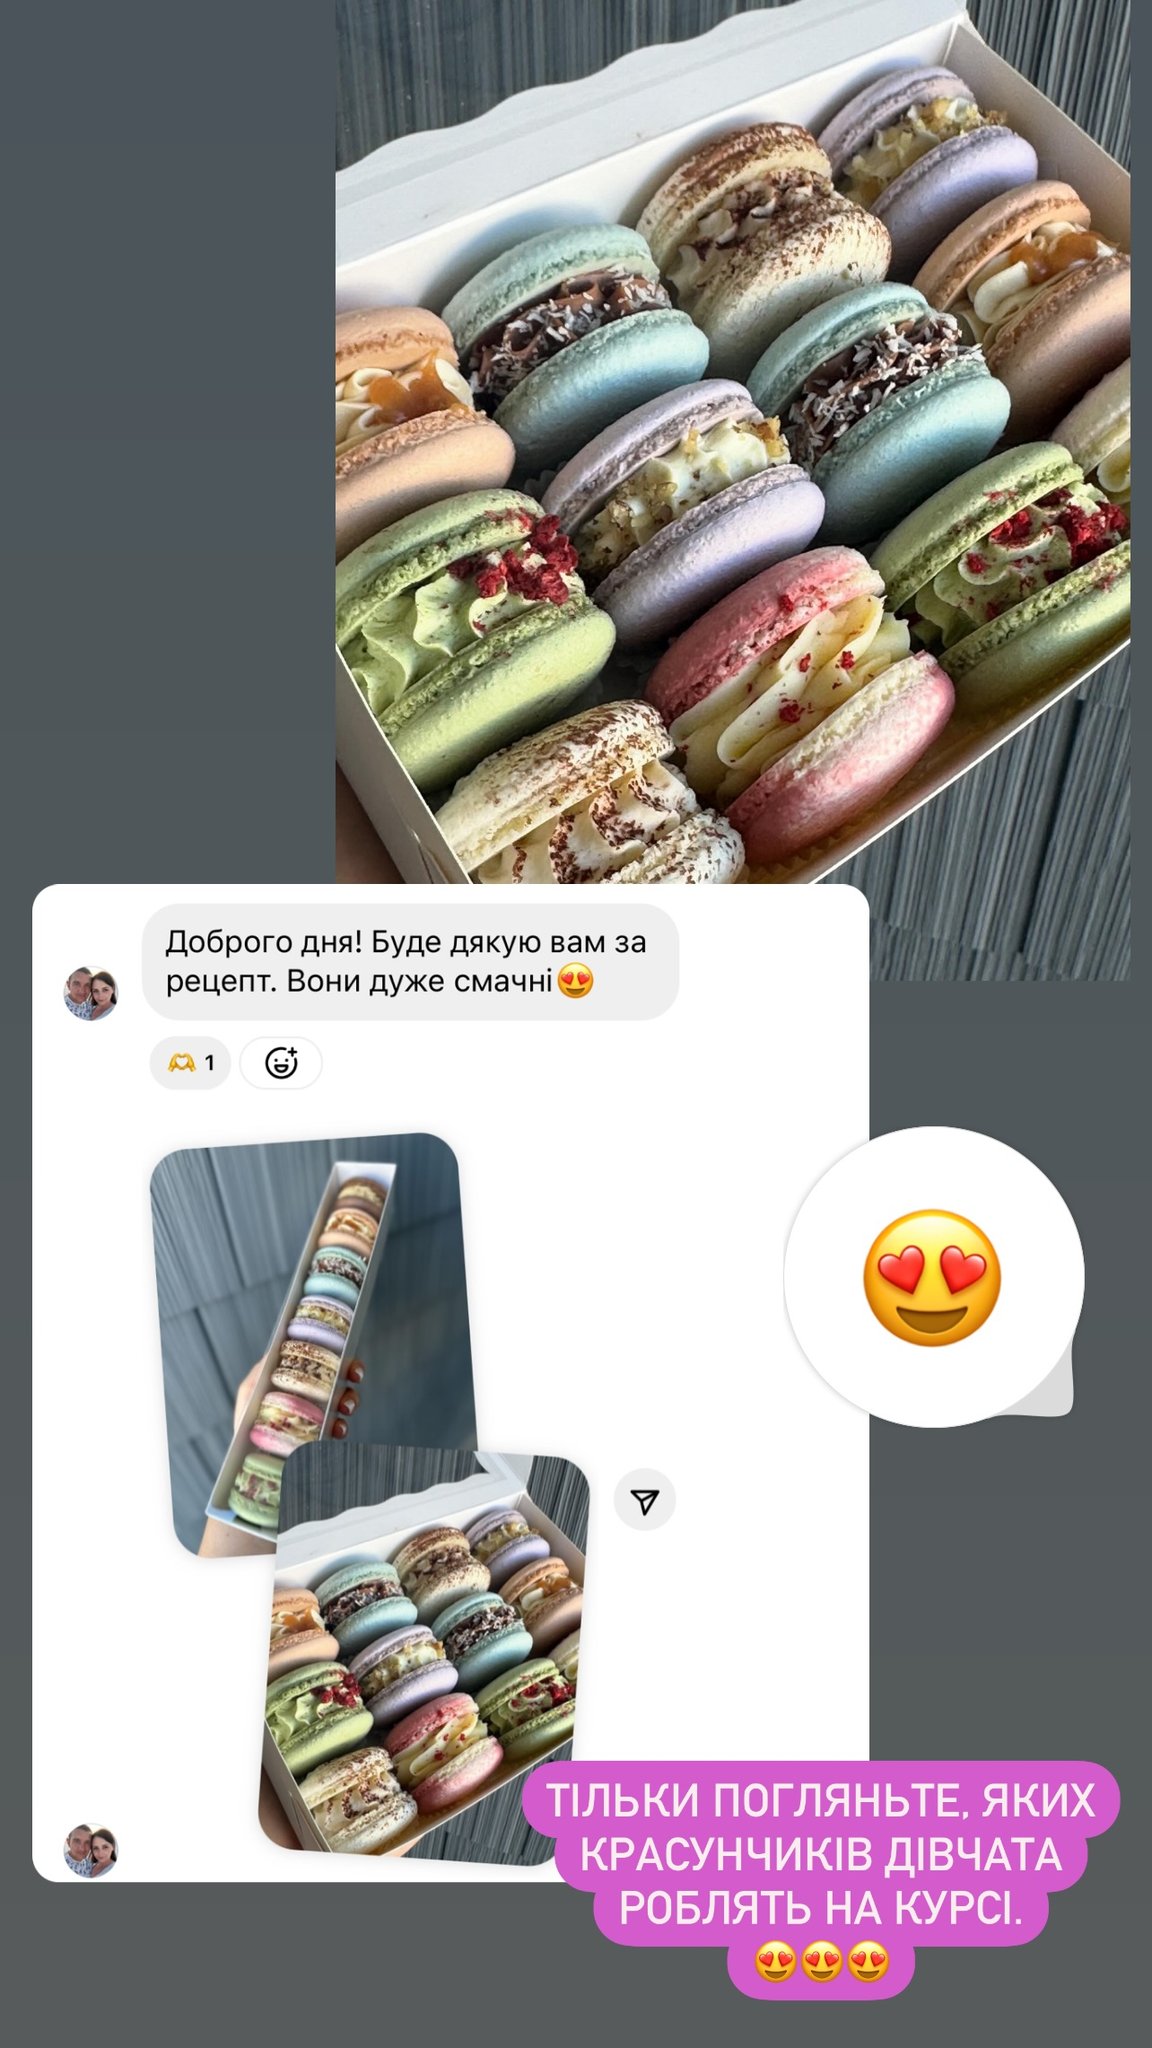 Доброго дня! Буде дякую вам за
рецепт. Вони дуже смачні😍
🫶 1
ТІЛЬКИ ПОГЛЯНЬТЕ, ЯКИХ
КРАСУНЧИКІВ ДІВЧАТА
РОБЛЯТЬ НА КУРСІ.
😍😍😍